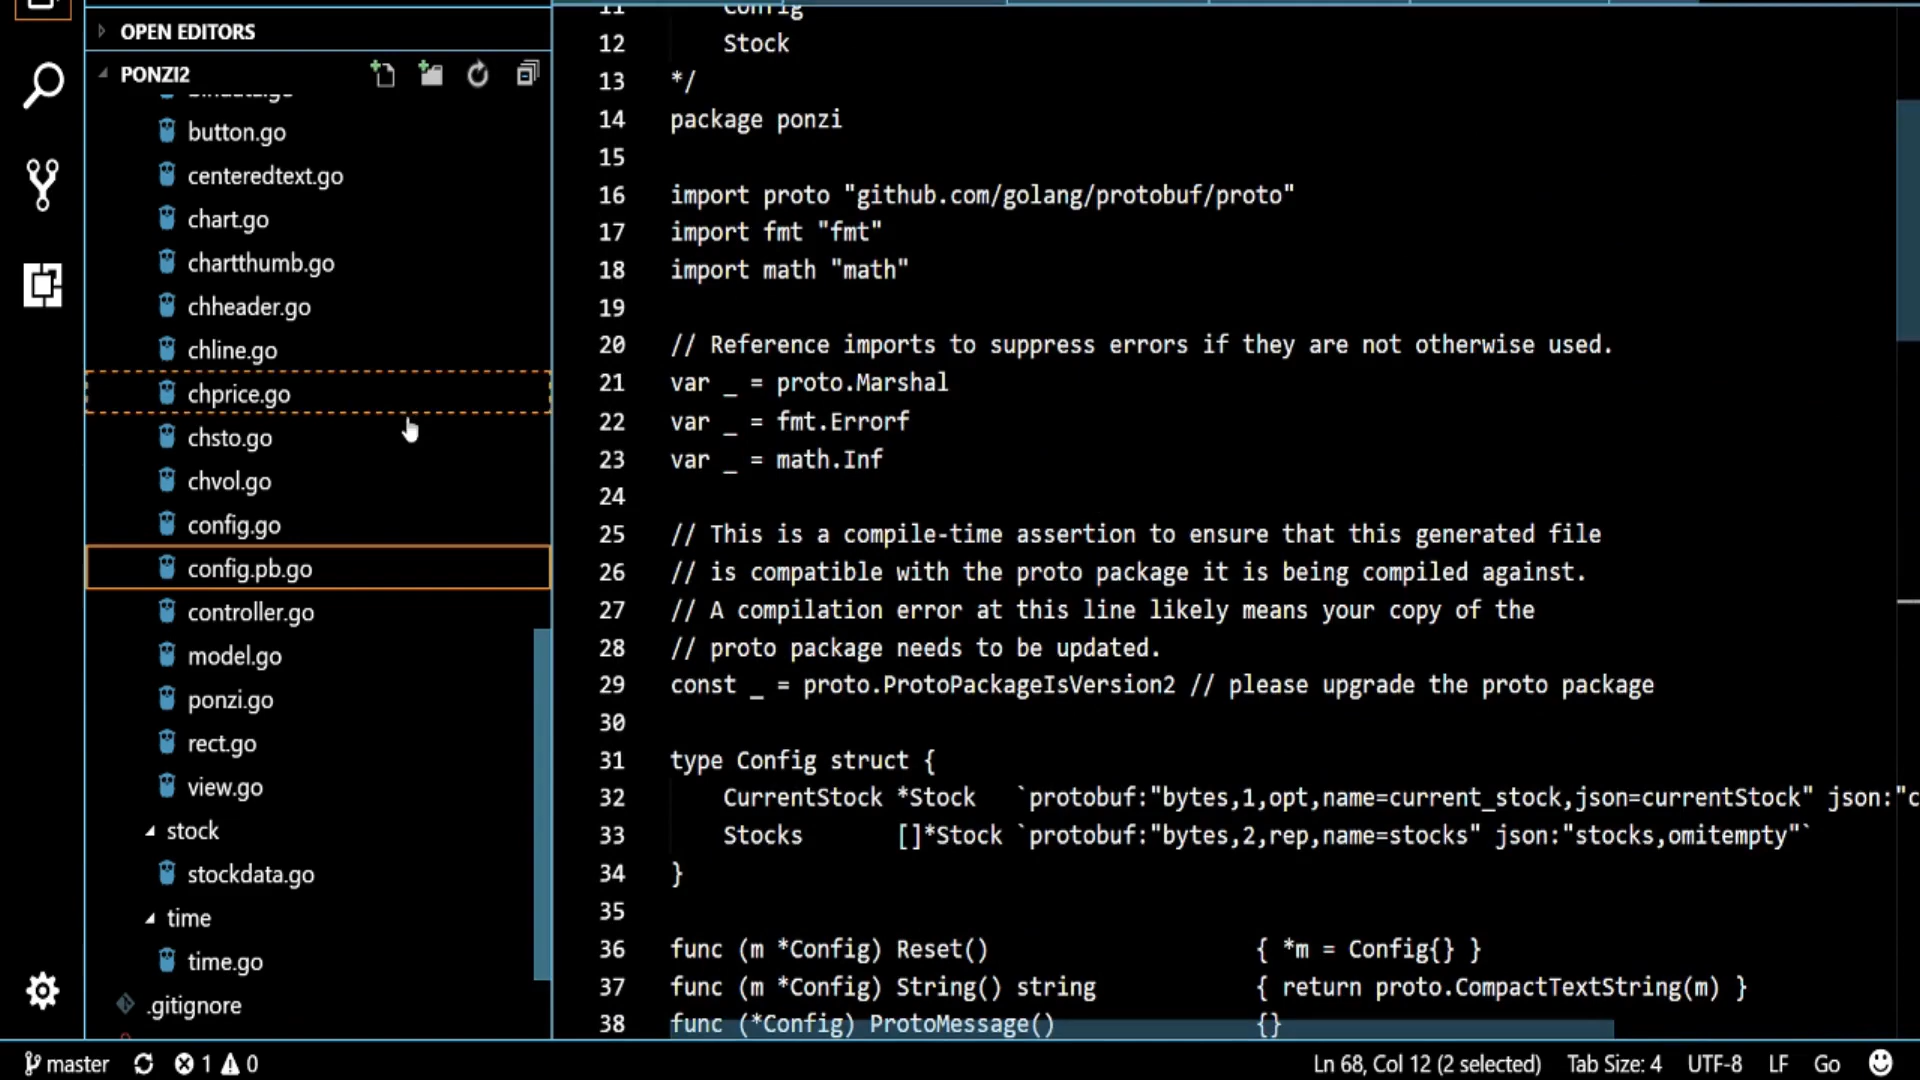 OPEN EDITORS
PONZI2
bindata.go
button.go
centeredtext.go
chart.go
chartthumb.go
chheader.go
chline.go
chprice.go
chsto.go
chvol.go
config.go
config.pb.go
controller.go
model.go
ponzi.go
rect.go
view.go
stock
stockdata.go
time
time.go
.gitignore
11 Config
12 Stock
13 */
14 package ponzi
15
16 import proto "github.com/golang/protobuf/proto"
17 import fmt "fmt"
18 import math "math"
19
20 // Reference imports to suppress errors if they are not otherwise used.
21 var _ = proto.Marshal
22 var _ = fmt.Errorf
23 var _ = math.Inf
24
25 // This is a compile-time assertion to ensure that this generated file
26 // is compatible with the proto package it is being compiled against.
27 // A compilation error at this line likely means your copy of the
28 // proto package needs to be updated.
29 const _ = proto.ProtoPackageIsVersion2 // please upgrade the proto package
30
31 type Config struct {
32 CurrentStock *Stock `protobuf:"bytes,1,opt,name=current_stock,json=currentStock" json:"c
33 Stocks []*Stock `protobuf:"bytes,2,rep,name=stocks" json:"stocks,omitempty"`
34 }
35
36 func (m *Config) Reset() { *m = Config{} }
37 func (m *Config) String() string { return proto.CompactTextString(m) }
38 func (*Config) ProtoMessage() {}
master 1 0 Ln 68, Col 12 (2 selected) Tab Size: 4 UTF-8 LF Go